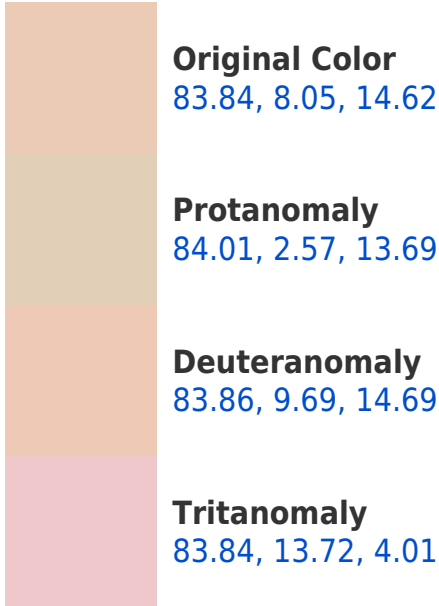 Original Color
83.84, 8.05, 14.62
Protanomaly
84.01, 2.57, 13.69
Deuteranomaly
83.86, 9.69, 14.69
Tritanomaly
83.84, 13.72, 4.01